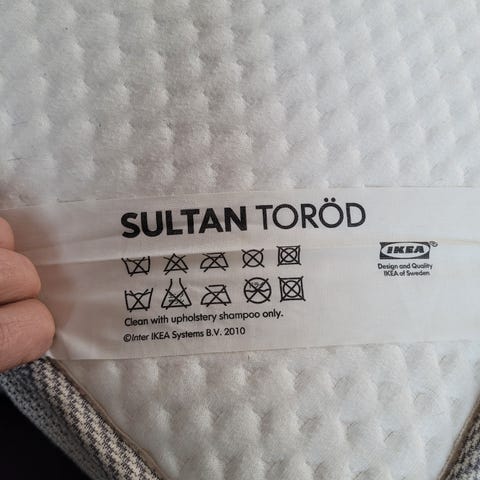 SULTAN TORÖD
IKEA®
Design and Quality
IKEA of Sweden
Clean with upholstery shampoo only.
©Inter IKEA Systems B.V. 2010